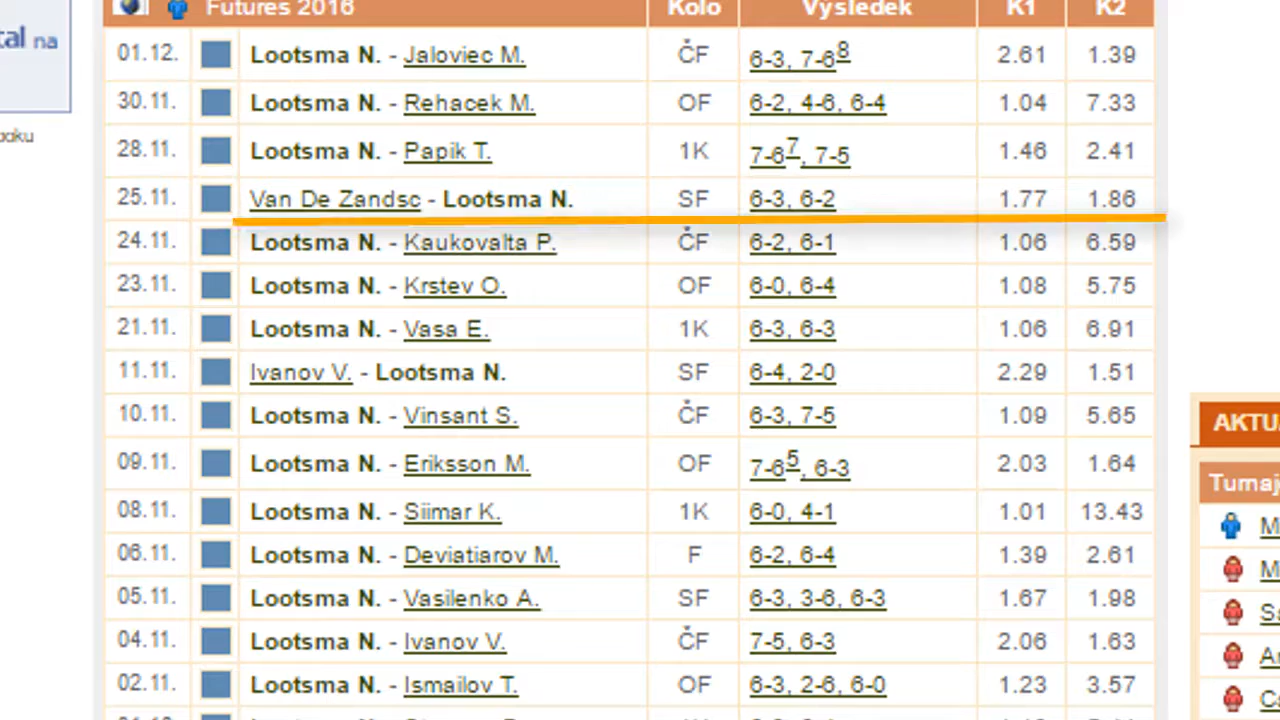 Futures 2016 Kolo Výsledek K1 K2
tal na
01.12. Lootsma N. - Jaloviec M. ČF 6-3, 7-6⁸ 2.61 1.39
30.11. Lootsma N. - Rehacek M. OF 6-2, 4-6, 6-4 1.04 7.33
28.11. Lootsma N. - Papik T. 1K 7-6⁷, 7-5 1.46 2.41
25.11. Van De Zandsc - Lootsma N. SF 6-3, 6-2 1.77 1.86
24.11. Lootsma N. - Kaukovalta P. ČF 6-2, 6-1 1.06 6.59
23.11. Lootsma N. - Krstev O. OF 6-0, 6-4 1.08 5.75
21.11. Lootsma N. - Vasa E. 1K 6-3, 6-3 1.06 6.91
11.11. Ivanov V. - Lootsma N. SF 6-4, 2-0 2.29 1.51
10.11. Lootsma N. - Vinsant S. ČF 6-3, 7-5 1.09 5.65
AKTU
09.11. Lootsma N. - Eriksson M. OF 7-6⁵, 6-3 2.03 1.64
Turnaj
08.11. Lootsma N. - Siimar K. 1K 6-0, 4-1 1.01 13.43
M
06.11. Lootsma N. - Deviatiarov M. F 6-2, 6-4 1.39 2.61
M
05.11. Lootsma N. - Vasilenko A. SF 6-3, 3-6, 6-3 1.67 1.98
Sa
04.11. Lootsma N. - Ivanov V. ČF 7-5, 6-3 2.06 1.63
02.11. Lootsma N. - Ismailov T. OF 6-3, 2-6, 6-0 1.23 3.57